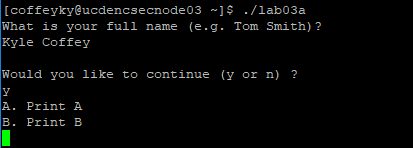 [coffeyky@ucdencsecnode03 ~]$ ./lab03a
What is your full name (e.g. Tom Smith)?
Kyle Coffey
Would you like to continue (y or n) ?
y
A. Print A
B. Print B